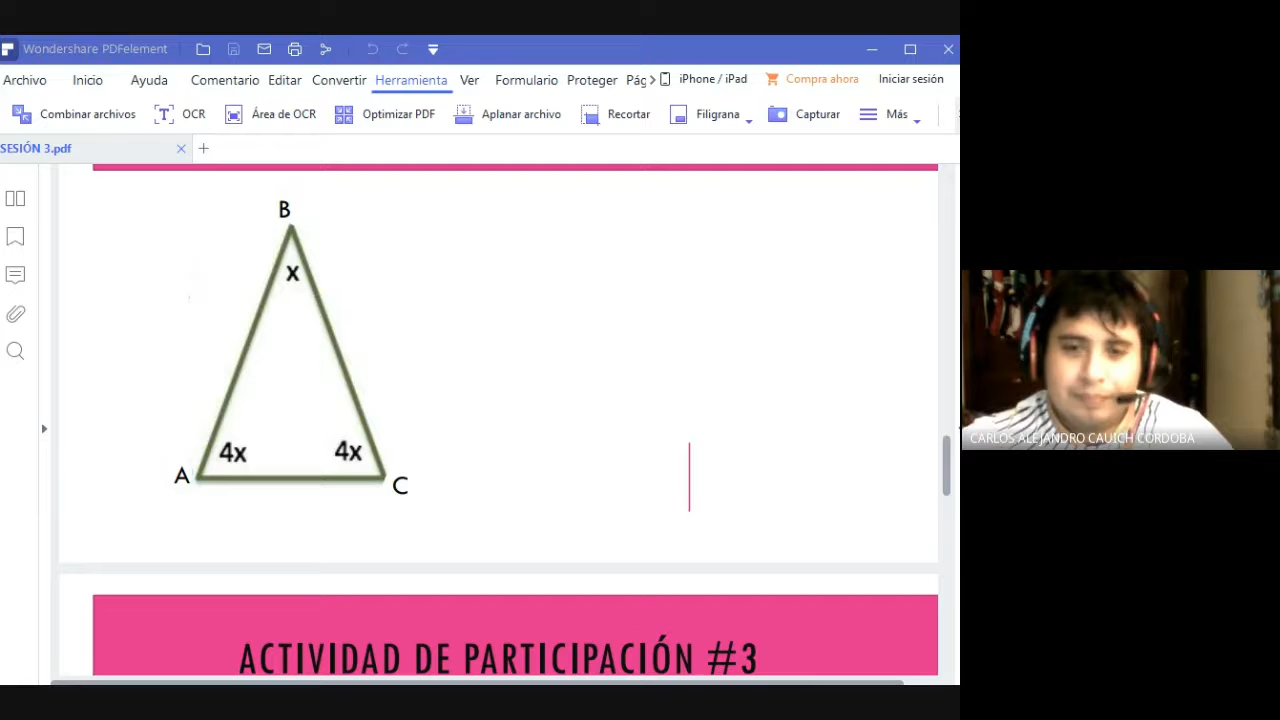 Wondershare PDFelement
Archivo Inicio Ayuda Comentario Editar Convertir Herramienta Ver Formulario Proteger Pág iPhone / iPad Compra ahora Iniciar sesión
Combinar archivos OCR Área de OCR Optimizar PDF Aplanar archivo Recortar Filigrana Capturar Más
SESIÓN 3.pdf
B
x
4x 4x
A C
CARLOS ALEJANDRO CAUICH CORDOBA
ACTIVIDAD DE PARTICIPACIÓN #3